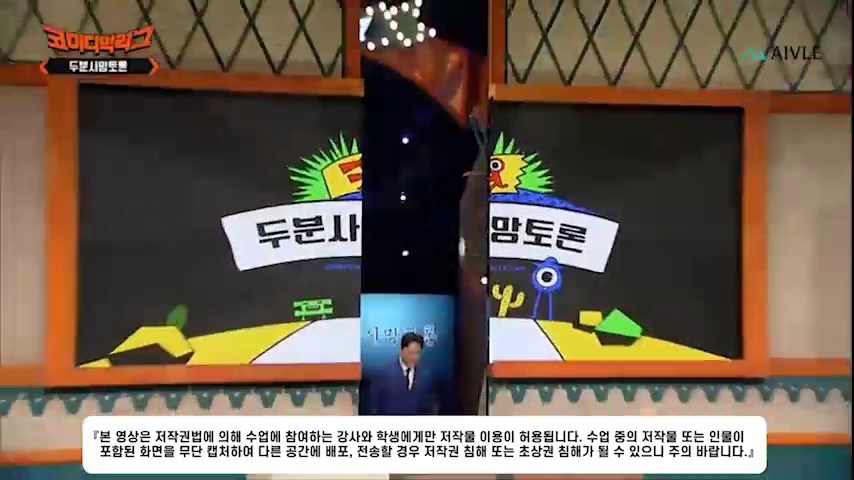 코미디빅리그
두분사망토론
AIVLE
두분사
망토론
사망토론
『본 영상은 저작권법에 의해 수업에 참여하는 강사와 학생에게만 저작물 이용이 허용됩니다. 수업 중의 저작물 또는 인물이
포함된 화면을 무단 캡처하여 다른 공간에 배포, 전송할 경우 저작권 침해 또는 초상권 침해가 될 수 있으니 주의 바랍니다.』